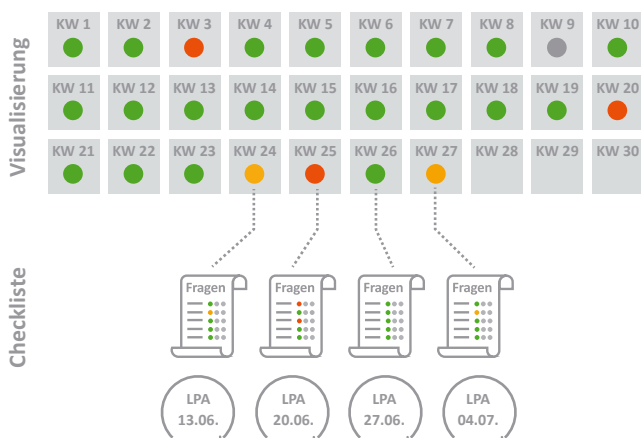 Visualisierung
KW 1 KW 2 KW 3 KW 4 KW 5 KW 6 KW 7 KW 8 KW 9 KW 10
KW 11 KW 12 KW 13 KW 14 KW 15 KW 16 KW 17 KW 18 KW 19 KW 20
KW 21 KW 22 KW 23 KW 24 KW 25 KW 26 KW 27 KW 28 KW 29 KW 30
Checkliste
Fragen Fragen Fragen Fragen
LPA LPA LPA LPA
13.06. 20.06. 27.06. 04.07.